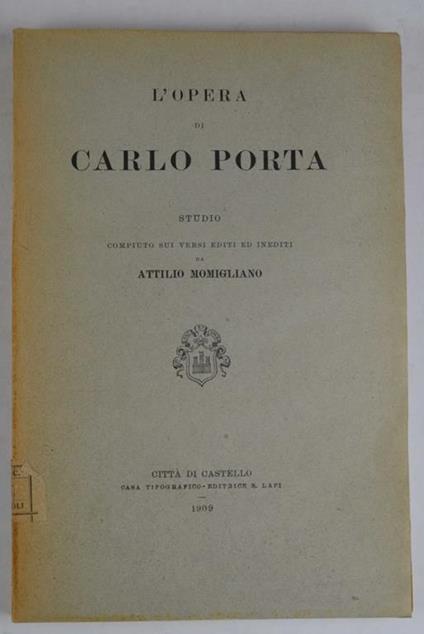 L'OPERA
DI
CARLO PORTA
STUDIO
COMPIUTO SUI VERSI EDITI ED INEDITI
DA
ATTILIO MOMIGLIANO
CITTÀ DI CASTELLO
CASA TIPOGRAFICO-EDITRICE S. LAPI
1909
C.
OLI